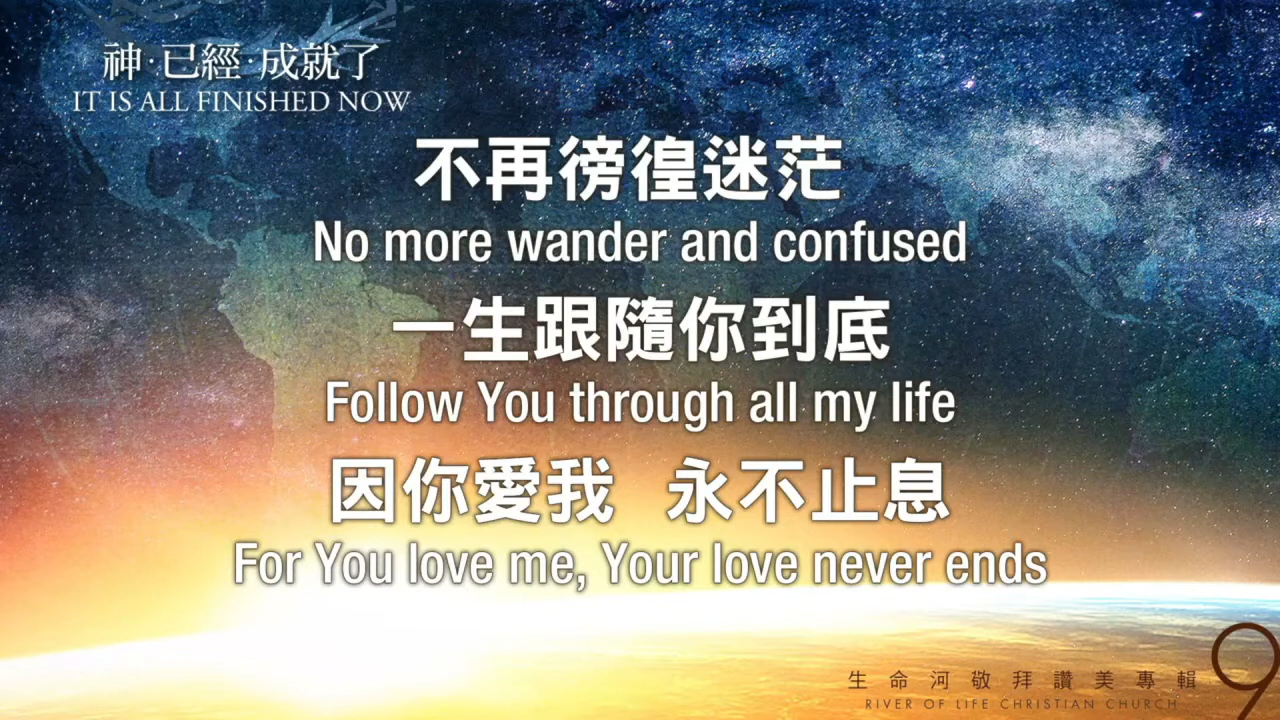 神·已經·成就了
IT IS ALL FINISHED NOW
不再徬徨迷茫
No more wander and confused
一生跟隨你到底
Follow You through all my life
因你愛我 永不止息
For You love me, Your love never ends
生命河敬拜讚美專輯 9
RIVER OF LIFE CHRISTIAN CHURCH